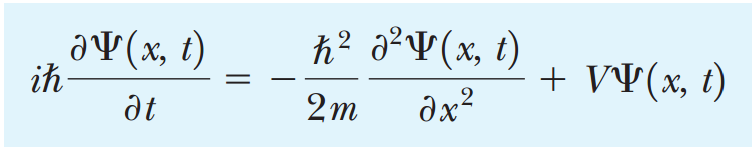 iℏ ∂Ψ(x, t)/∂t = − ℏ²/2m ∂²Ψ(x, t)/∂x² + VΨ(x, t)